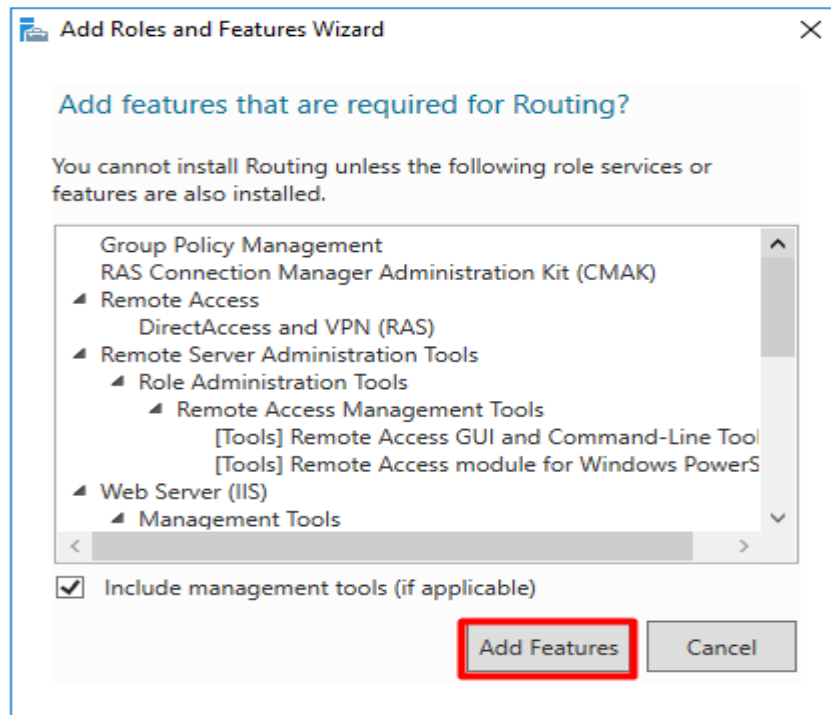 Add Roles and Features Wizard
Add features that are required for Routing?
You cannot install Routing unless the following role services or
features are also installed.
Group Policy Management
RAS Connection Manager Administration Kit (CMAK)
Remote Access
DirectAccess and VPN (RAS)
Remote Server Administration Tools
Role Administration Tools
Remote Access Management Tools
[Tools] Remote Access GUI and Command-Line Tool
[Tools] Remote Access module for Windows PowerS
Web Server (IIS)
Management Tools
Include management tools (if applicable)
Add Features Cancel